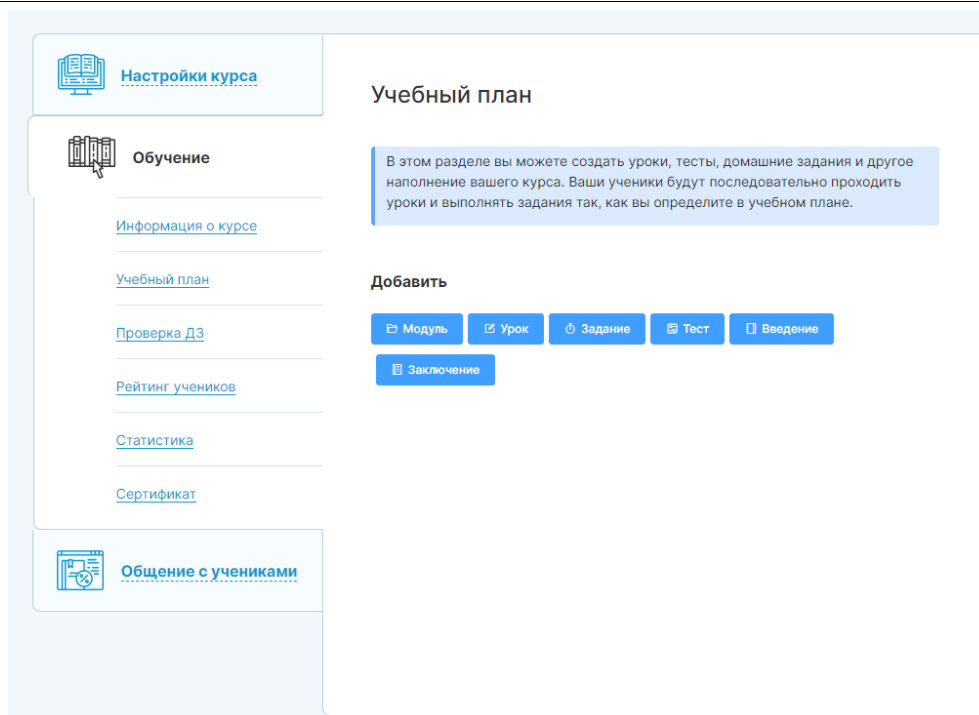 Настройки курса
Обучение
Информация о курсе
Учебный план
Проверка ДЗ
Рейтинг учеников
Статистика
Сертификат
Общение с учениками
Учебный план
В этом разделе вы можете создать уроки, тесты, домашние задания и другое
наполнение вашего курса. Ваши ученики будут последовательно проходить
уроки и выполнять задания так, как вы определите в учебном плане.
Добавить
Модуль Урок Задание Тест Введение
Заключение